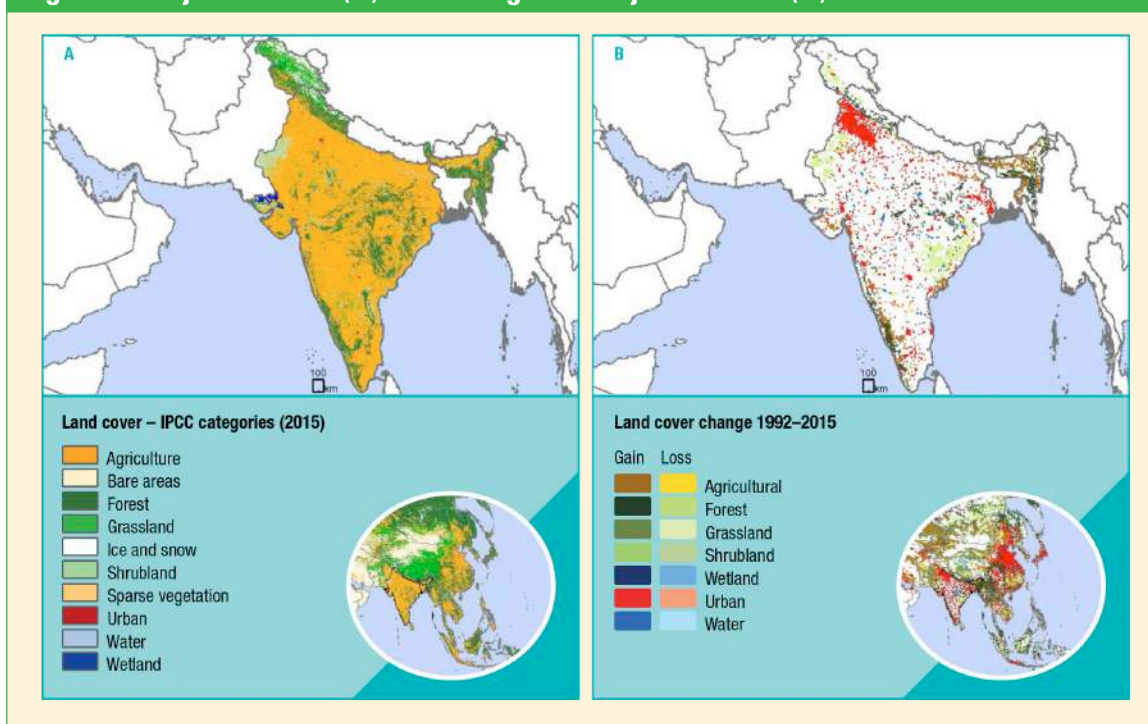 A
100
km
Land cover – IPCC categories (2015)
Agriculture
Bare areas
Forest
Grassland
Ice and snow
Shrubland
Sparse vegetation
Urban
Water
Wetland
B
100
km
Land cover change 1992–2015
Gain Loss
Agricultural
Forest
Grassland
Shrubland
Wetland
Urban
Water